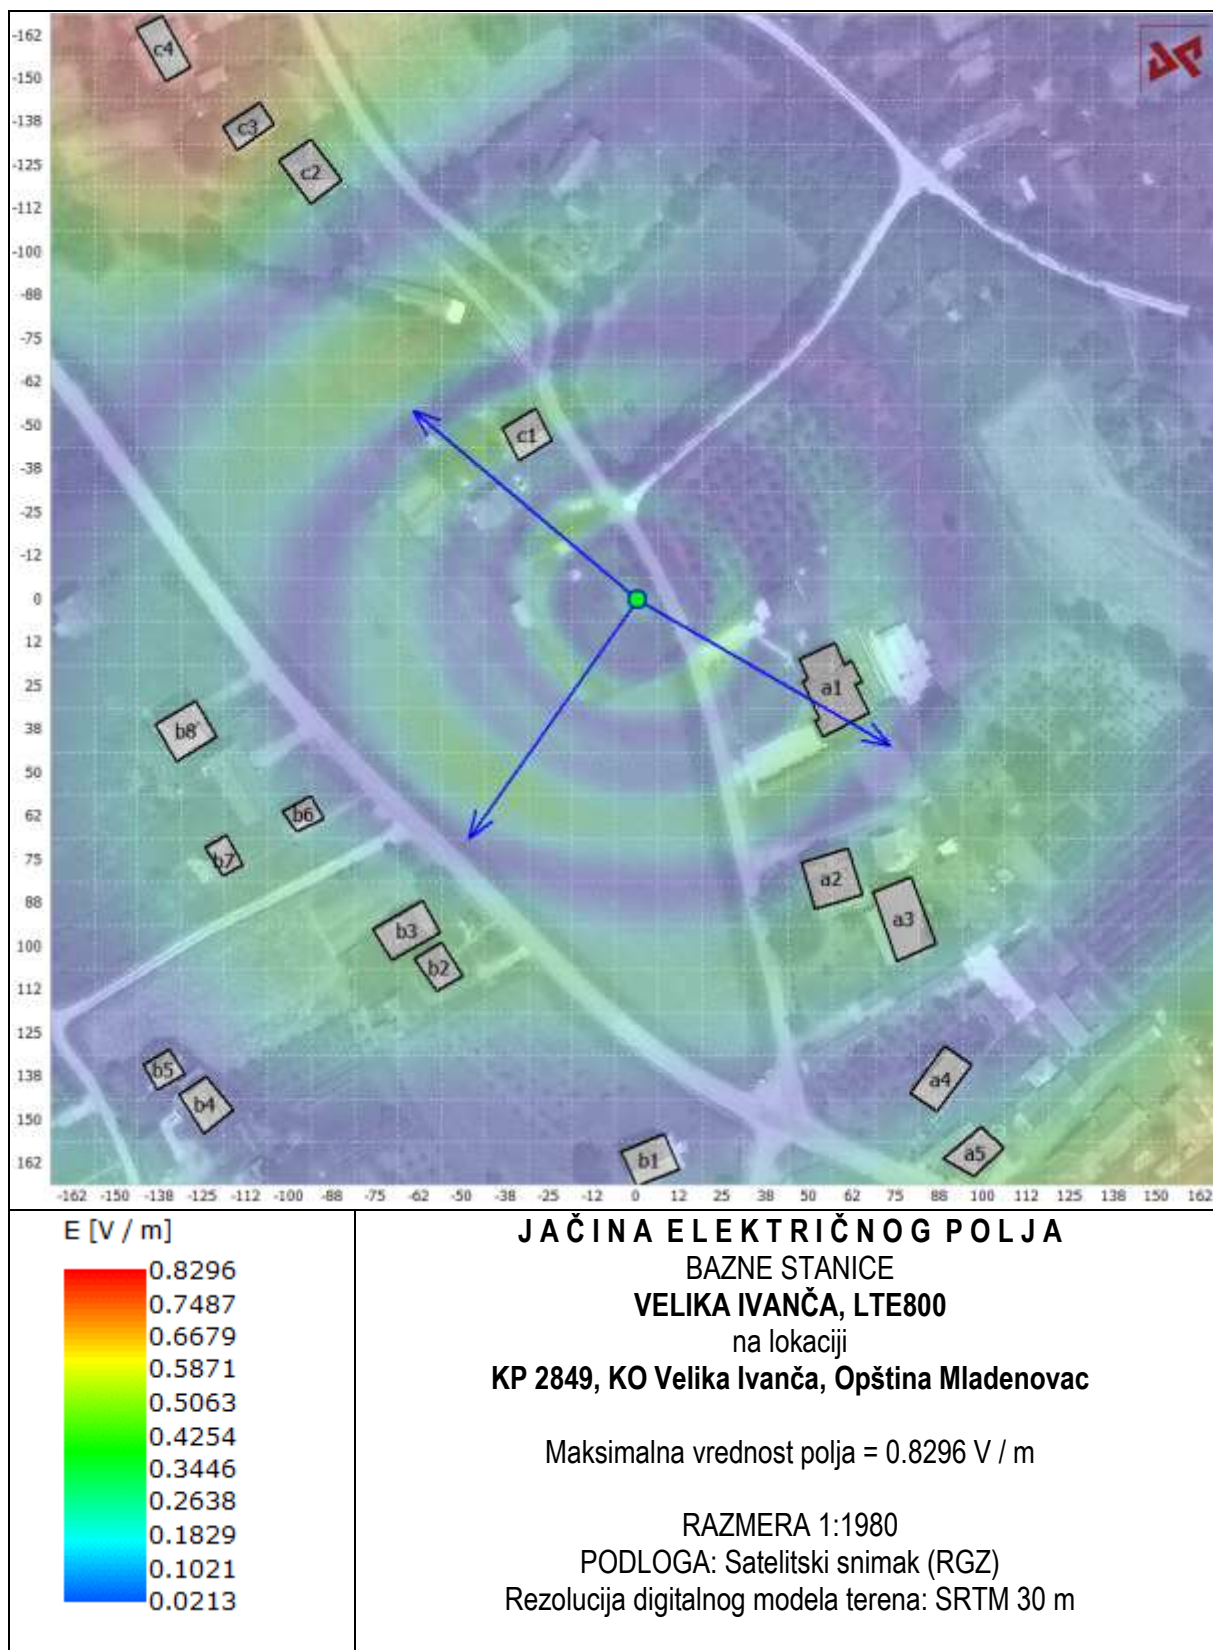 -162
-150
-138
-125
-112
-100
-88
-75
-62
-50
-38
-25
-12
0
12
25
38
50
62
75
88
100
112
125
138
150
162
c4
c3
c2
c1
a1
b8
b6
b7
a2
b3
a3
b2
b5
a4
b4
a5
b1
-162 -150 -138 -125 -112 -100 -88 -75 -62 -50 -38 -25 -12 0 12 25 38 50 62 75 88 100 112 125 138 150 162
E [V / m]
0.8296
0.7487
0.6679
0.5871
0.5063
0.4254
0.3446
0.2638
0.1829
0.1021
0.0213
JAČINA ELEKTRIČNOG POLJA
BAZNE STANICE
VELIKA IVANČA, LTE800
na lokaciji
KP 2849, KO Velika Ivanča, Opština Mladenovac
Maksimalna vrednost polja = 0.8296 V / m
RAZMERA 1:1980
PODLOGA: Satelitski snimak (RGZ)
Rezolucija digitalnog modela terena: SRTM 30 m